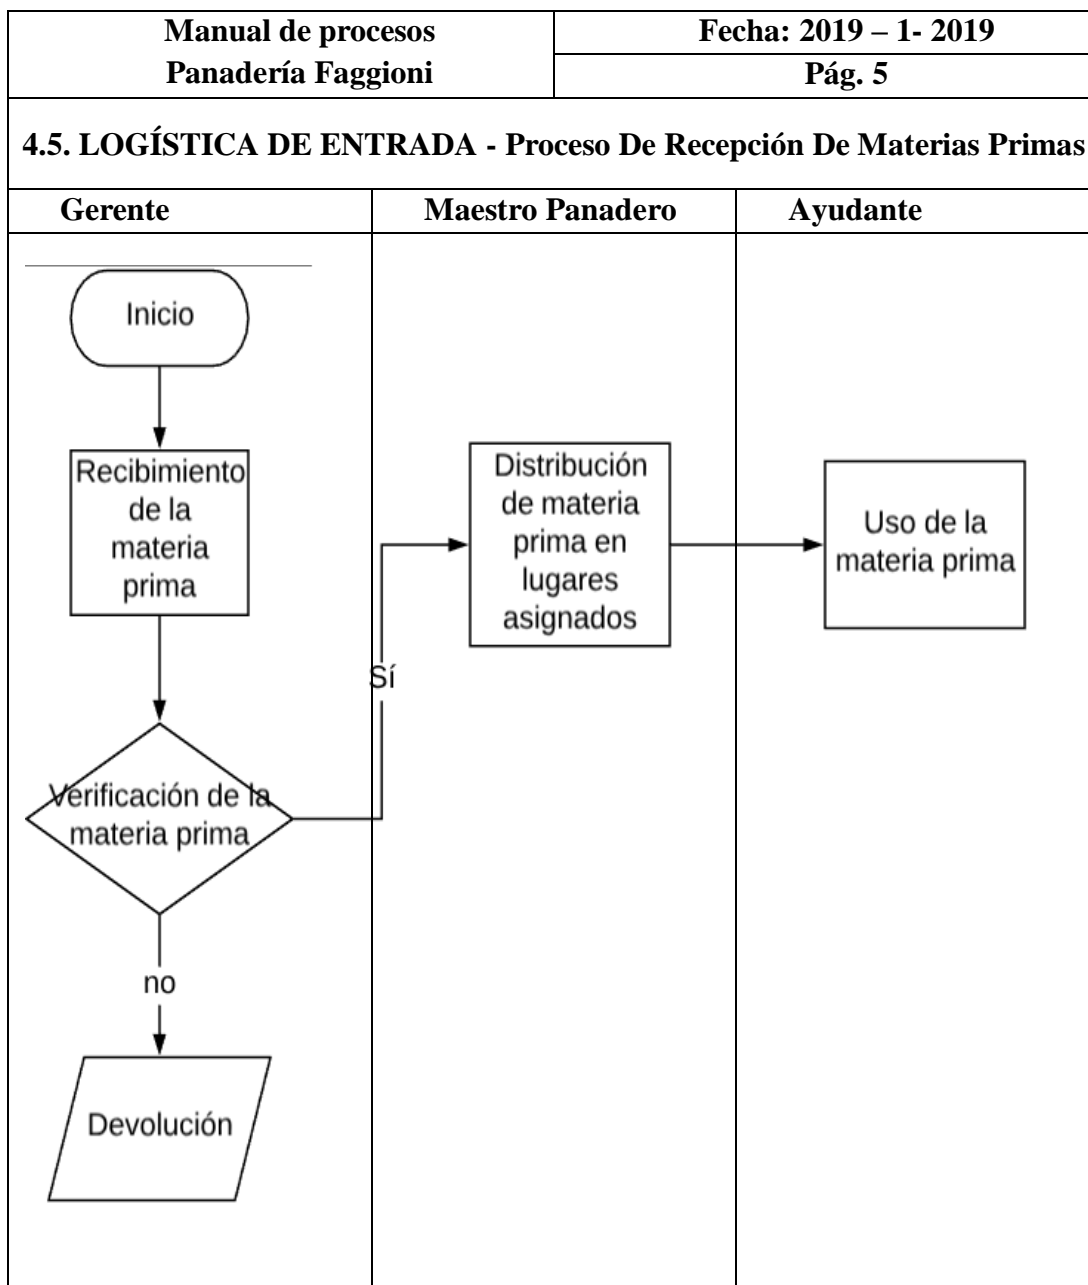 Manual de procesos
Panadería Faggioni
Fecha: 2019 – 1- 2019
Pág. 5
4.5. LOGÍSTICA DE ENTRADA - Proceso De Recepción De Materias Primas
Gerente
Maestro Panadero
Ayudante
Inicio
Recibimiento
de la
materia
prima
Distribución
de materia
prima en
lugares
asignados
Uso de la
materia prima
Sí
Verificación de la
materia prima
no
Devolución